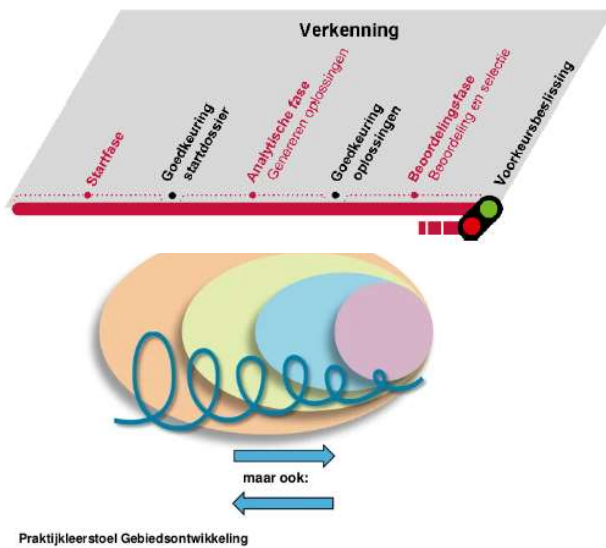 Verkenning
Startfase
Goedkeuring
startdossier
Analytische fase
Genereren oplossingen
Goedkeuring
oplossingen
Beoordelingsfase
Beoordeling en selectie
Voorkeursbeslissing
maar ook:
Praktijkleerstoel Gebiedsontwikkeling